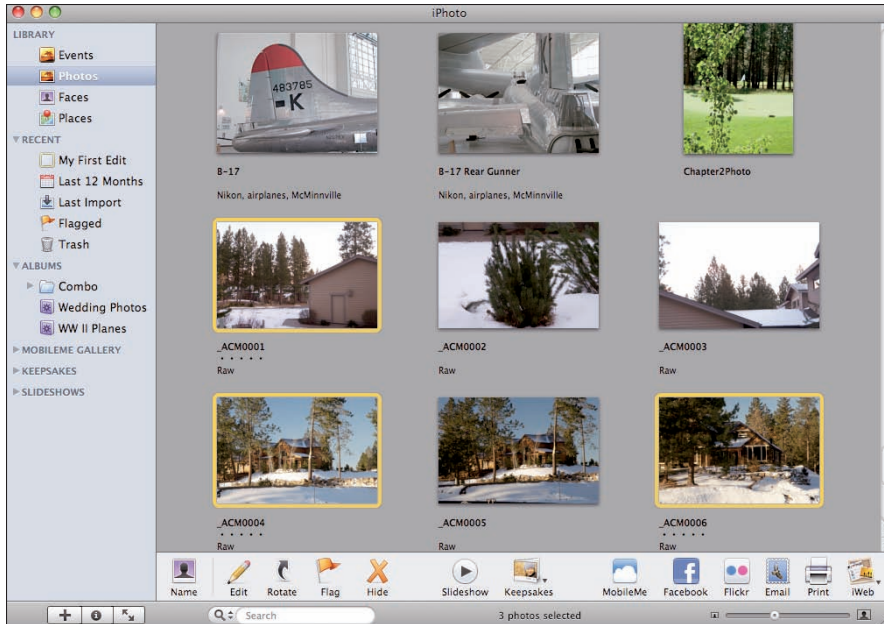 iPhoto
LIBRARY
Events
Photos
Faces
Places
RECENT
My First Edit
Last 12 Months
Last Import
Flagged
Trash
ALBUMS
Combo
Wedding Photos
WW II Planes
MOBILEME GALLERY
KEEPSAKES
SLIDESHOWS
483785
K
B-17
Nikon, airplanes, McMinnville
B-17 Rear Gunner
Nikon, airplanes, McMinnville
Chapter2Photo
_ACM0001
Raw
_ACM0002
Raw
_ACM0003
Raw
_ACM0004
Raw
_ACM0005
Raw
_ACM0006
Raw
Name Edit Rotate Flag Hide Slideshow Keepsakes MobileMe Facebook Flickr Email Print iWeb
Search
3 photos selected